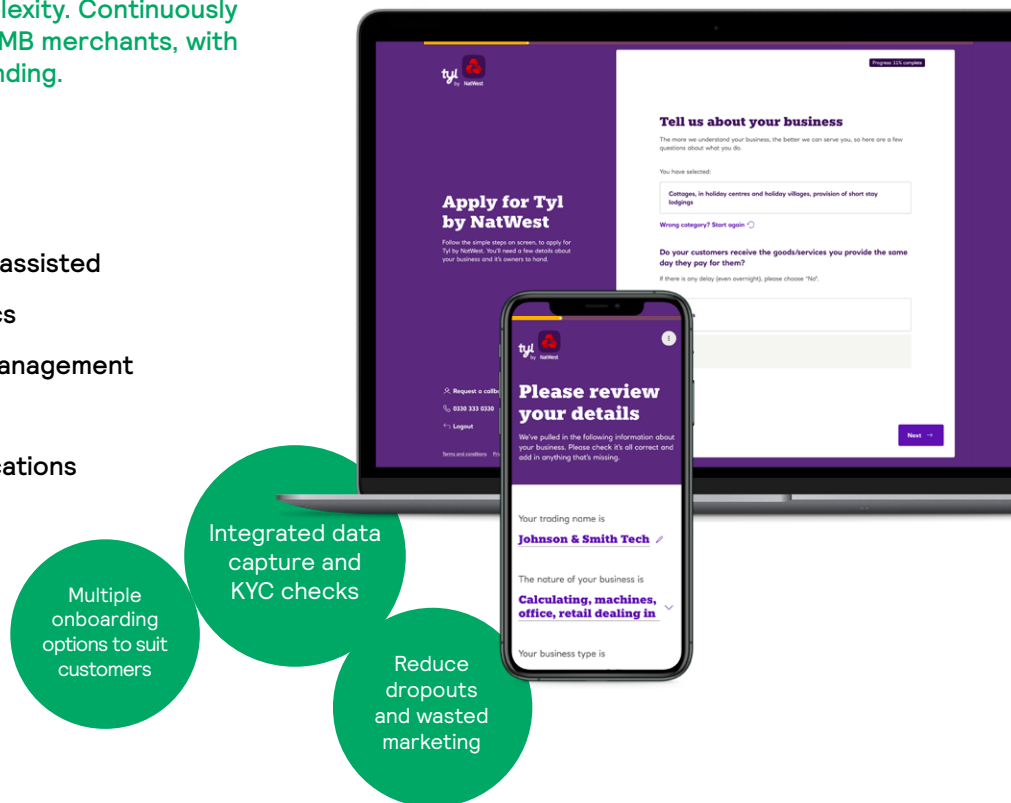 lexity. Continuously
MB merchants, with
nding.
assisted
cs
anagement
cations
Multiple
onboarding
options to suit
customers
Integrated data
capture and
KYC checks
Reduce
dropouts
and wasted
marketing
tyl
by NatWest
Apply for Tyl
by NatWest
Follow the simple steps on screen, to apply for
Tyl by NatWest. You'll need a few details about
your business and it's owners to hand.
Request a callb
0330 333 0330
Logout
Terms and conditions
Progress: 11% complete
Tell us about your business
The more we understand your business, the better we can serve you, so here are a few
questions about what you do.
You have selected:
Cottages, in holiday centres and holiday villages, provision of short stay
lodgings
Wrong category? Start again
Do your customers receive the goods/services you provide the same
day they pay for them?
If there is any delay (even overnight), please choose "No".
Next →
tyl
by NatWest
Please review
your details
We've pulled in the following information about
your business. Please check it's all correct and
add in anything that's missing.
Your trading name is
Johnson & Smith Tech
The nature of your business is
Calculating, machines,
office, retail dealing in
Your business type is